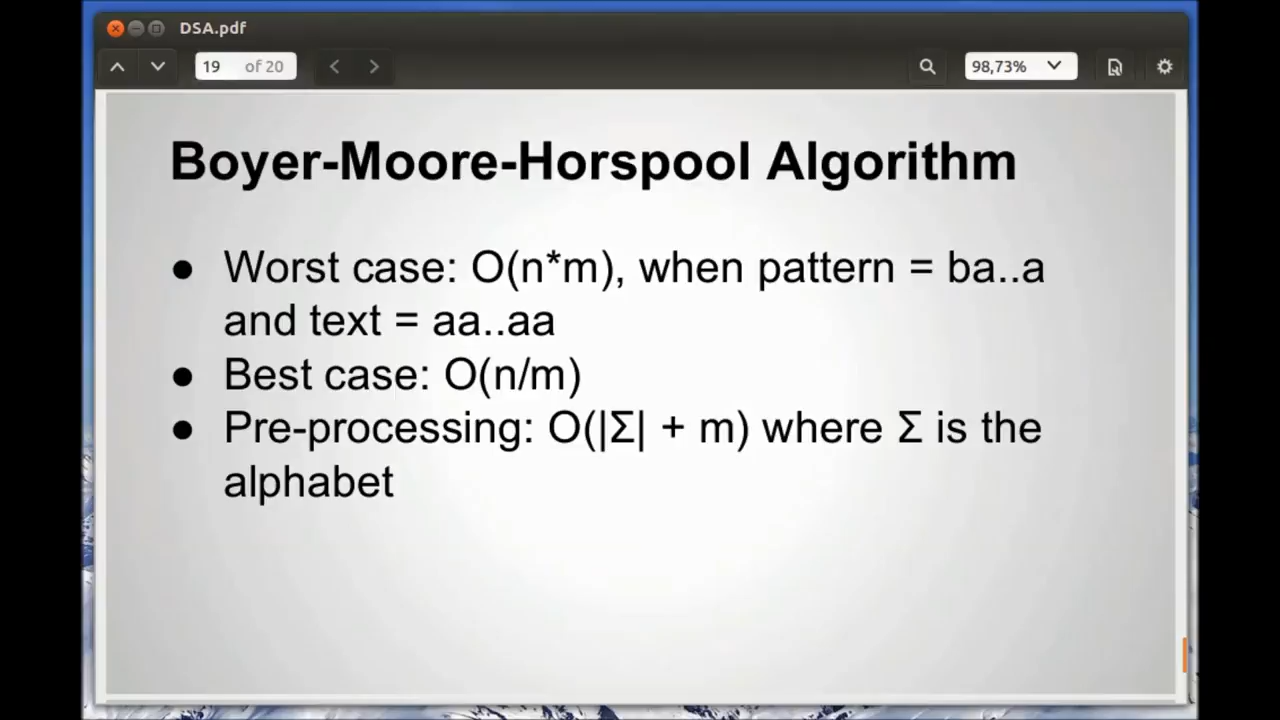 DSA.pdf
19 of 20
98,73%
Boyer-Moore-Horspool Algorithm
● Worst case: O(n*m), when pattern = ba..a
and text = aa..aa
● Best case: O(n/m)
● Pre-processing: O(|Σ| + m) where Σ is the
alphabet